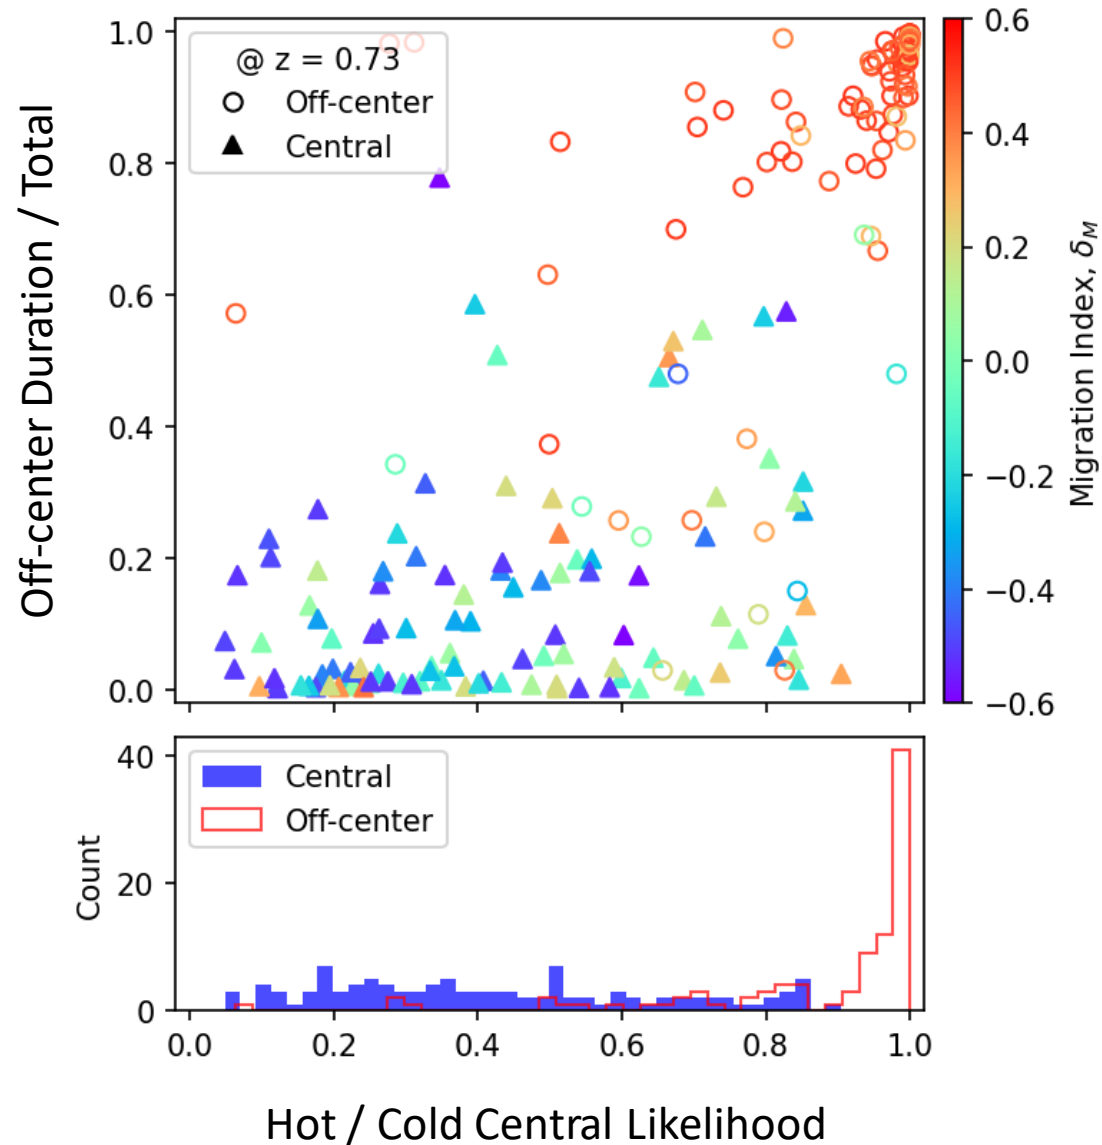 Off-center Duration / Total
1.0
0.8
0.6
0.4
0.2
0.0
@ z = 0.73
Off-center
Central
0.6
0.4
0.2
0.0
−0.2
−0.4
−0.6
Migration Index, δ_M
Count
40
20
0
Central
Off-center
0.0 0.2 0.4 0.6 0.8 1.0
Hot / Cold Central Likelihood